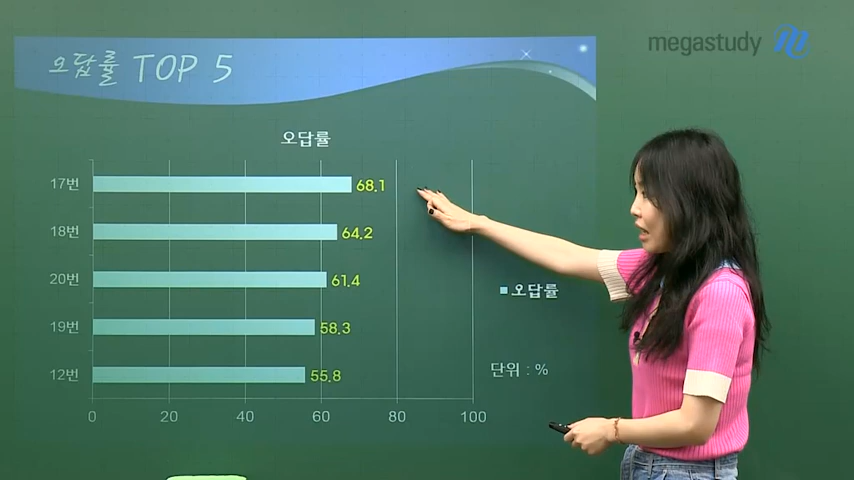 megastudy
오답률 TOP 5
오답률
17번 68.1
18번 64.2
20번 61.4
19번 58.3
12번 55.8
0 20 40 60 80 100
오답률
단위 : %